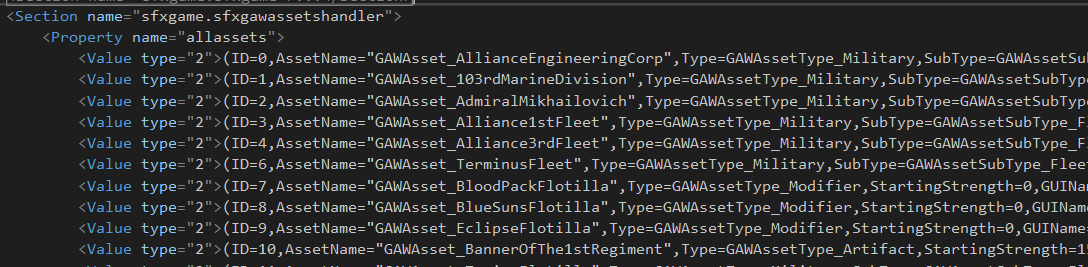 <Section name="sfxgame.sfxgawassetshandler">
<Property name="allassets">
<Value type="2">(ID=0,AssetName="GAWAsset_AllianceEngineeringCorp",Type=GAWAssetType_Military,SubType=GAWAssetSub
<Value type="2">(ID=1,AssetName="GAWAsset_103rdMarineDivision",Type=GAWAssetType_Military,SubType=GAWAssetSubType
<Value type="2">(ID=2,AssetName="GAWAsset_AdmiralMikhailovich",Type=GAWAssetType_Military,SubType=GAWAssetSubType
<Value type="2">(ID=3,AssetName="GAWAsset_Alliance1stFleet",Type=GAWAssetType_Military,SubType=GAWAssetSubType_F
<Value type="2">(ID=4,AssetName="GAWAsset_Alliance3rdFleet",Type=GAWAssetType_Military,SubType=GAWAssetSubType_F
<Value type="2">(ID=6,AssetName="GAWAsset_TerminusFleet",Type=GAWAssetType_Military,SubType=GAWAssetSubType_Flee
<Value type="2">(ID=7,AssetName="GAWAsset_BloodPackFlotilla",Type=GAWAssetType_Modifier,StartingStrength=0,GUINa
<Value type="2">(ID=8,AssetName="GAWAsset_BlueSunsFlotilla",Type=GAWAssetType_Modifier,StartingStrength=0,GUINam
<Value type="2">(ID=9,AssetName="GAWAsset_EclipseFlotilla",Type=GAWAssetType_Modifier,StartingStrength=0,GUIName
<Value type="2">(ID=10,AssetName="GAWAsset_BannerOfThe1stRegiment",Type=GAWAssetType_Artifact,StartingStrength=15